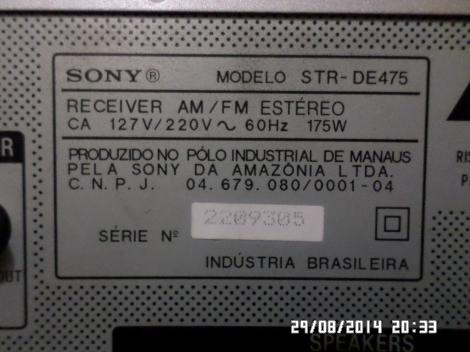 SONY® MODELO STR-DE475
RECEIVER AM/FM ESTÉREO
CA 127V/220V ~ 60Hz 175W
PRODUZIDO NO PÓLO INDUSTRIAL DE MANAUS
PELA SONY DA AMAZÔNIA LTDA.
C.N.P.J. 04.679.080/0001-04
SÉRIE Nº 2209305
INDÚSTRIA BRASILEIRA
29/08/2014 20:33
SPEAKERS